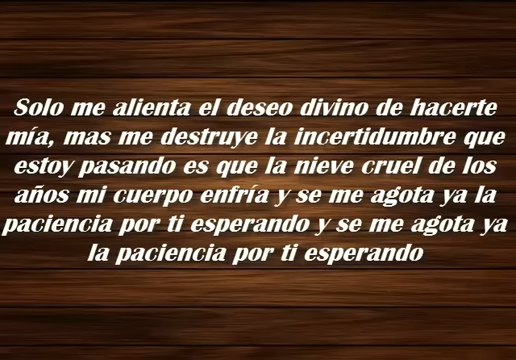 Solo me alienta el deseo divino de hacerte
mía, mas me destruye la incertidumbre que
estoy pasando es que la nieve cruel de los
años mi cuerpo enfría y se me agota ya la
paciencia por ti esperando y se me agota ya
la paciencia por ti esperando